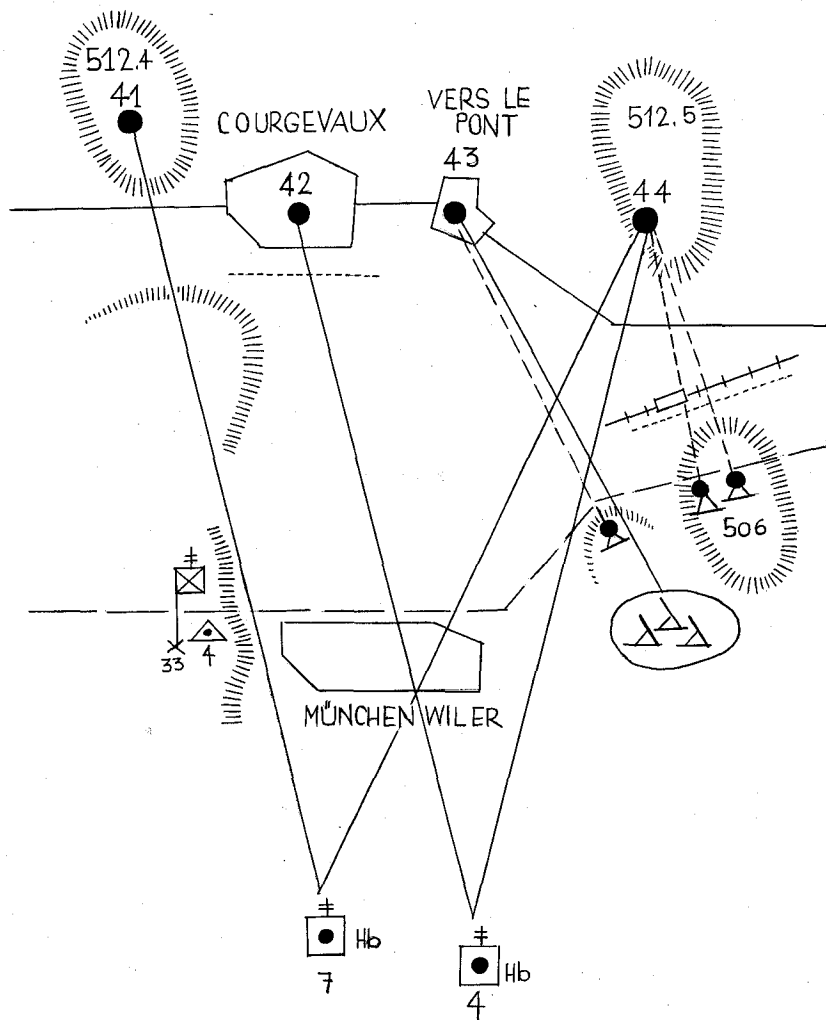 512.4
41
COURGEVAUX
42
VERS LE
PONT
43
512.5
44
506
33
4
MÜNCHENWILER
Hb
7
Hb
4